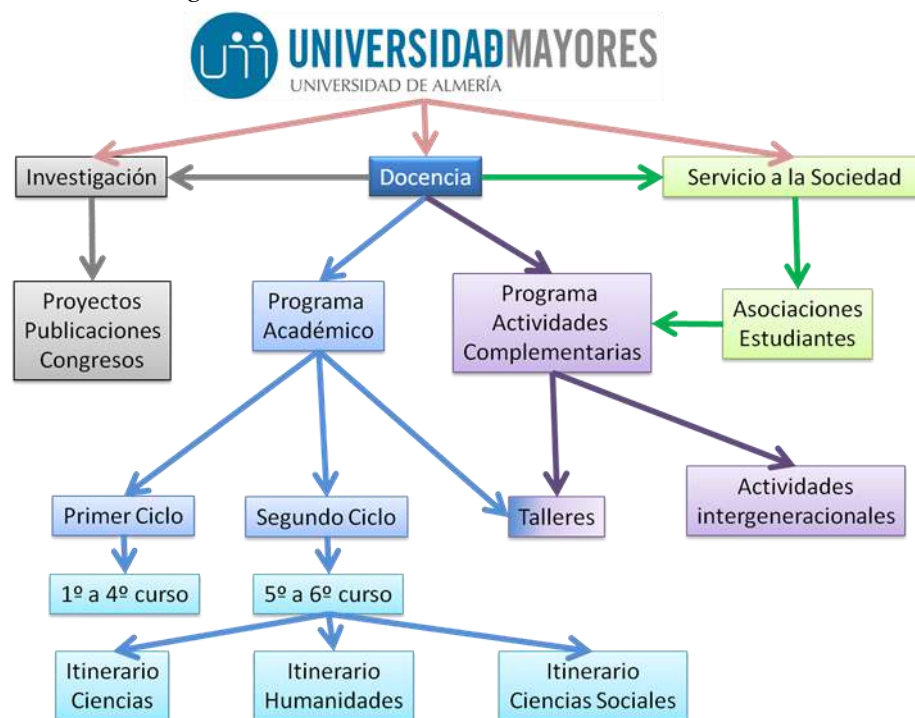 UNIVERSIDADMAYORES
UNIVERSIDAD DE ALMERÍA
Investigación
Docencia
Servicio a la Sociedad
Proyectos
Publicaciones
Congresos
Programa
Académico
Programa
Actividades
Complementarias
Asociaciones
Estudiantes
Primer Ciclo
Segundo Ciclo
Talleres
Actividades
intergeneracionales
1º a 4º curso
5º a 6º curso
Itinerario
Ciencias
Itinerario
Humanidades
Itinerario
Ciencias Sociales